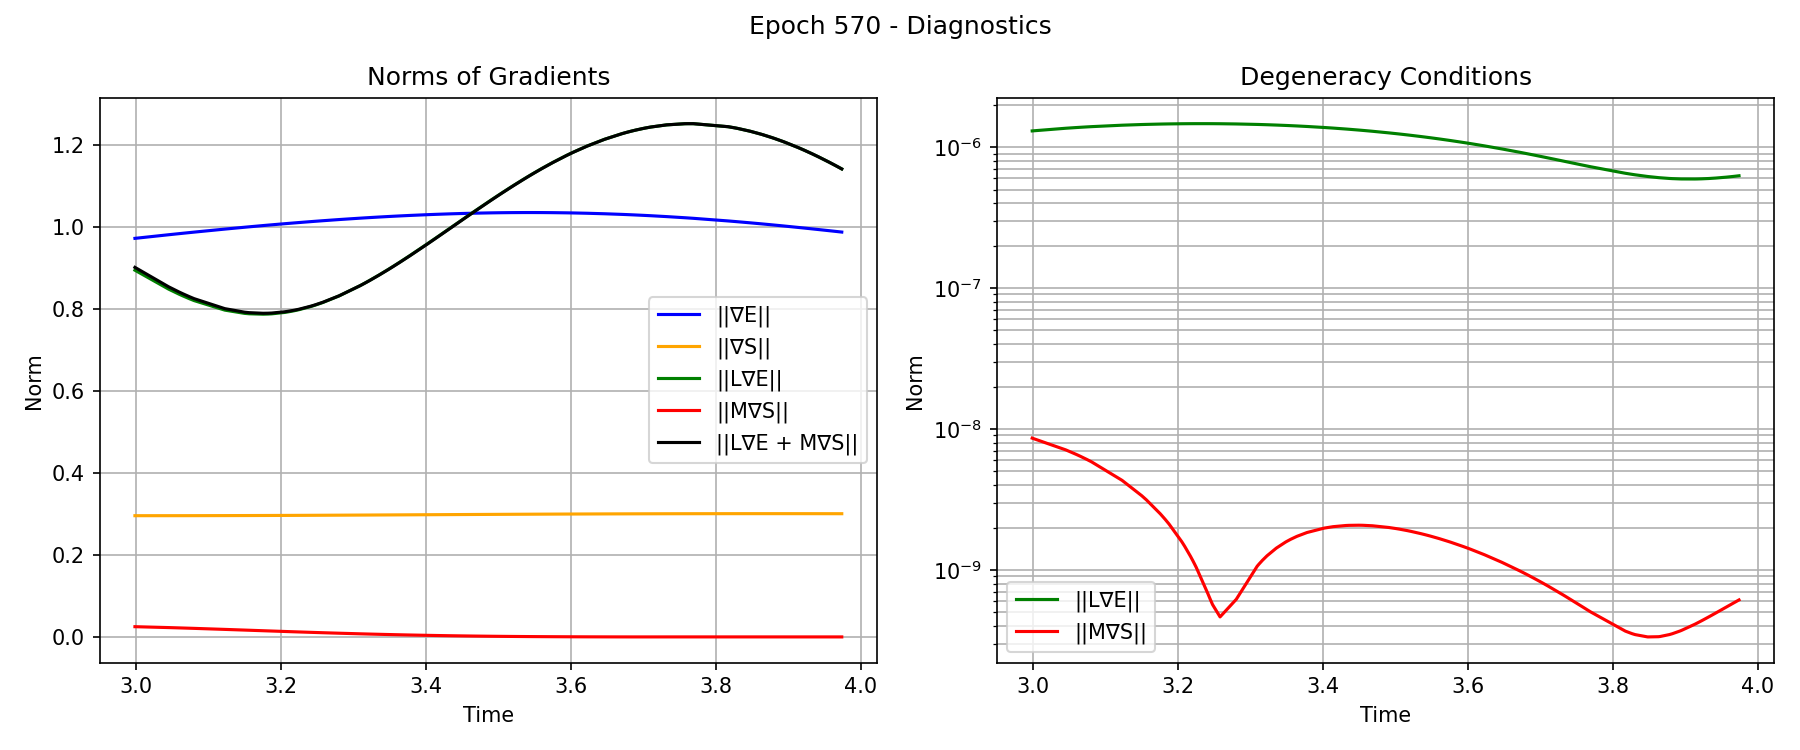 Epoch 570 - Diagnostics
Norms of Gradients
Norm
1.2
1.0
0.8
0.6
0.4
0.2
0.0
||∇E||
||∇S||
||L∇E||
||M∇S||
||L∇E + M∇S||
3.0 3.2 3.4 3.6 3.8 4.0
Time
Degeneracy Conditions
Norm
10⁻⁶
10⁻⁷
10⁻⁸
10⁻⁹
||L∇E||
||M∇S||
3.0 3.2 3.4 3.6 3.8 4.0
Time